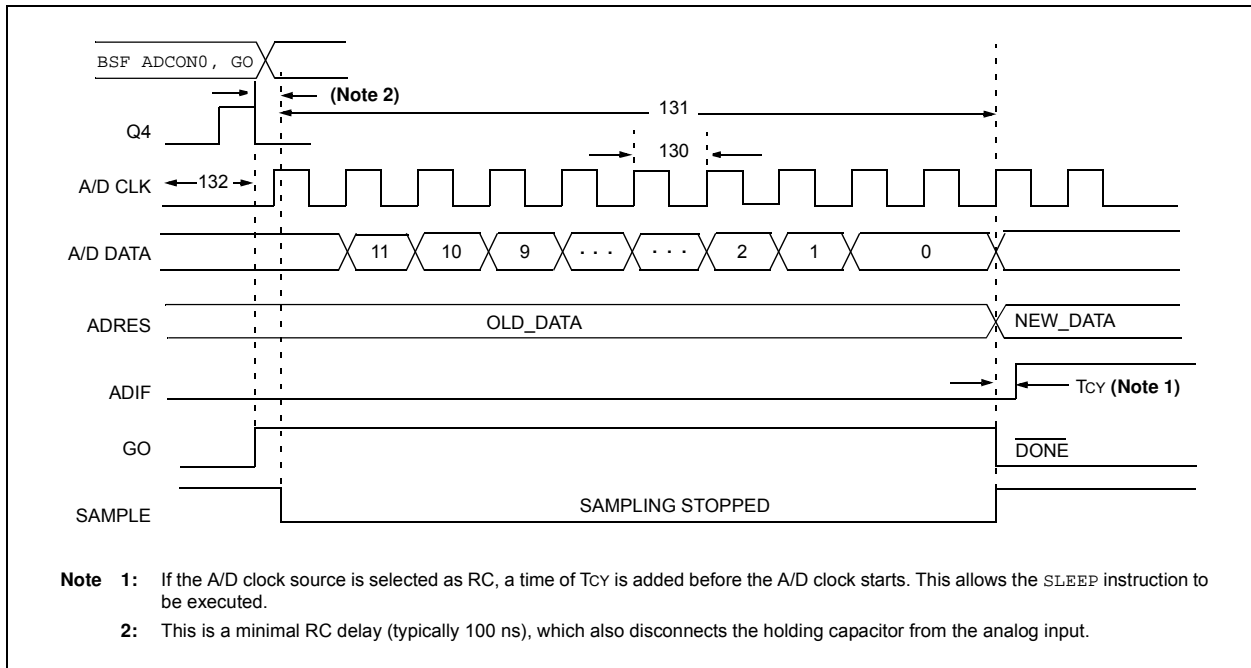 BSF ADCON0, GO
(Note 2)
131
Q4
130
A/D CLK
132
A/D DATA
11 10 9 . . . . . . 2 1 0
ADRES
OLD_DATA
NEW_DATA
ADIF
TCY (Note 1)
GO
DONE
SAMPLE
SAMPLING STOPPED
Note 1: If the A/D clock source is selected as RC, a time of TCY is added before the A/D clock starts. This allows the SLEEP instruction to
be executed.
2: This is a minimal RC delay (typically 100 ns), which also disconnects the holding capacitor from the analog input.